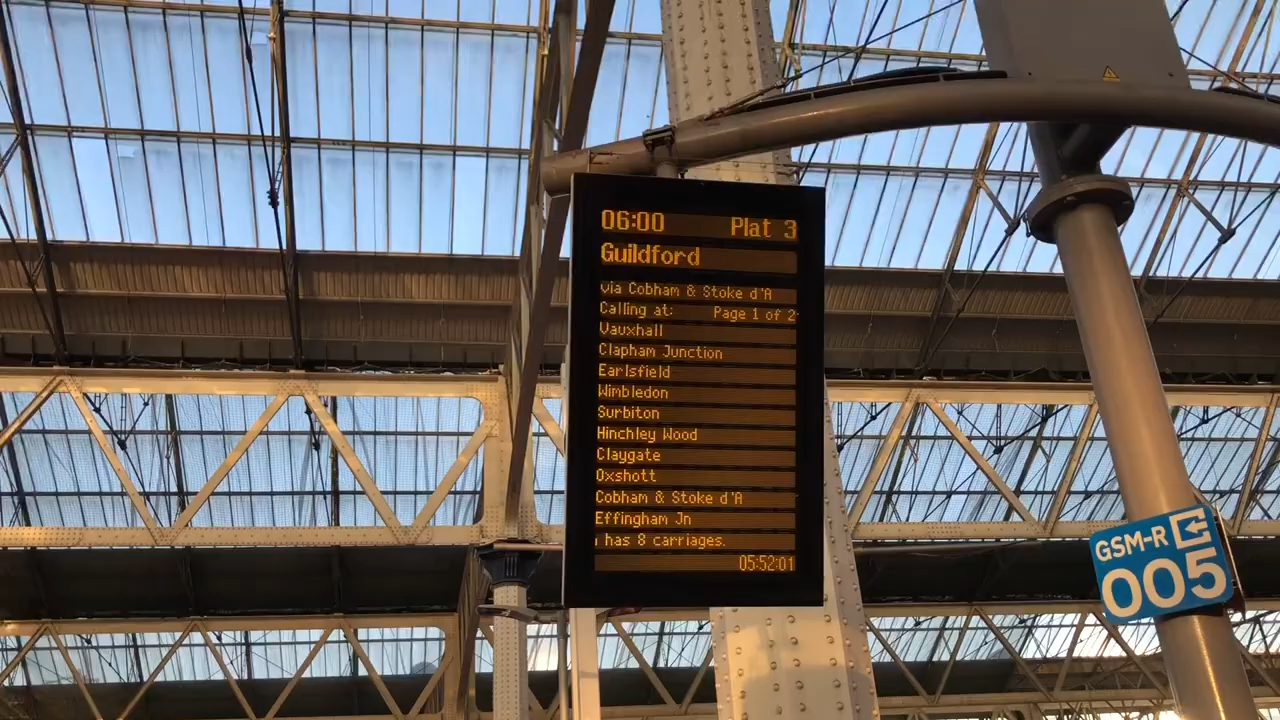 06:00 Plat 3
Guildford
via Cobham & Stoke d'A
Calling at: Page 1 of 2
Vauxhall
Clapham Junction
Earlsfield
Wimbledon
Surbiton
Hinchley Wood
Claygate
Oxshott
Cobham & Stoke d'A
Effingham Jn
has 8 carriages.
05:52:01
GSM-R
005